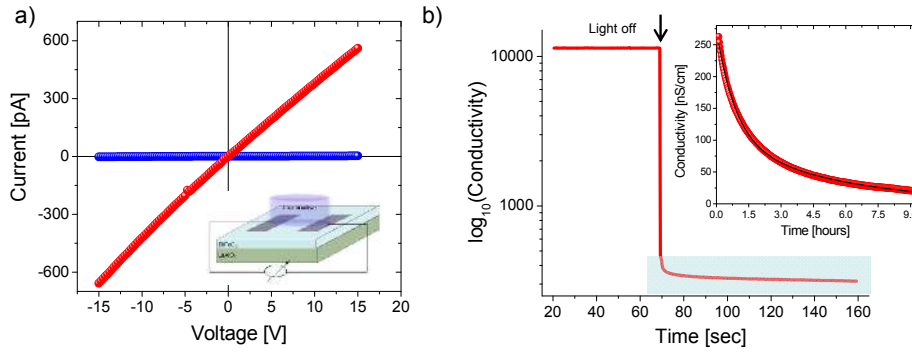 a)
Current [pA]
600
300
0
-300
-600
-15 -10 -5 0 5 10 15 20
Voltage [V]
b)
Light off
log₁₀(Conductivity)
10000
1000
20 40 60 80 100 120 140 160
Time [sec]
Conductivity [nS/cm]
250
200
150
100
50
0
0.0 1.5 3.0 4.5 6.0 7.5 9.
Time [hours]